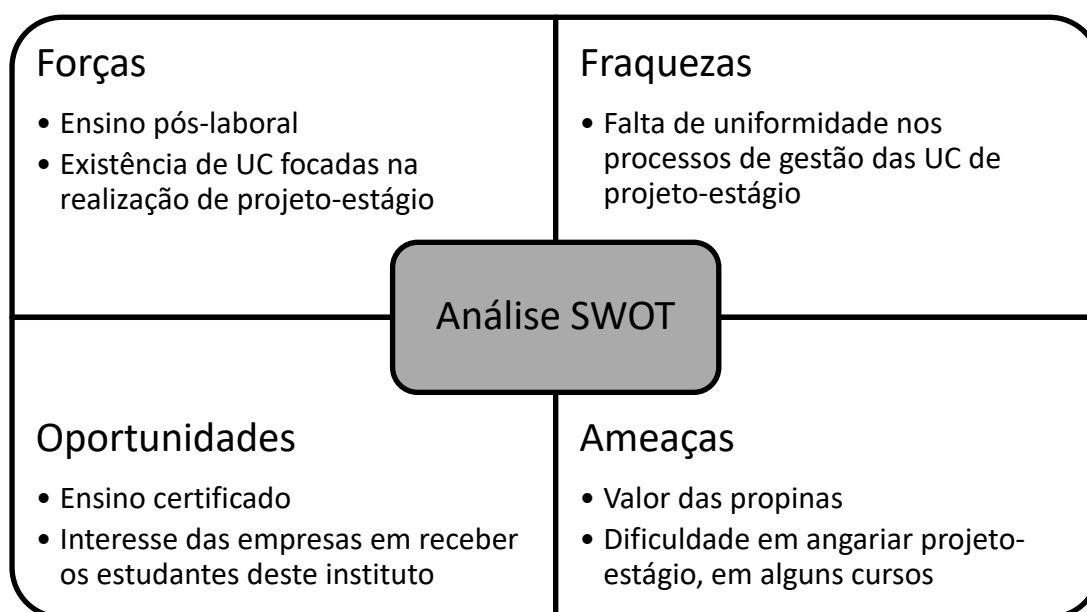 Forças
• Ensino pós-laboral
• Existência de UC focadas na
realização de projeto-estágio
Fraquezas
• Falta de uniformidade nos
processos de gestão das UC de
projeto-estágio
Análise SWOT
Oportunidades
• Ensino certificado
• Interesse das empresas em receber
os estudantes deste instituto
Ameaças
• Valor das propinas
• Dificuldade em angariar projeto-
estágio, em alguns cursos